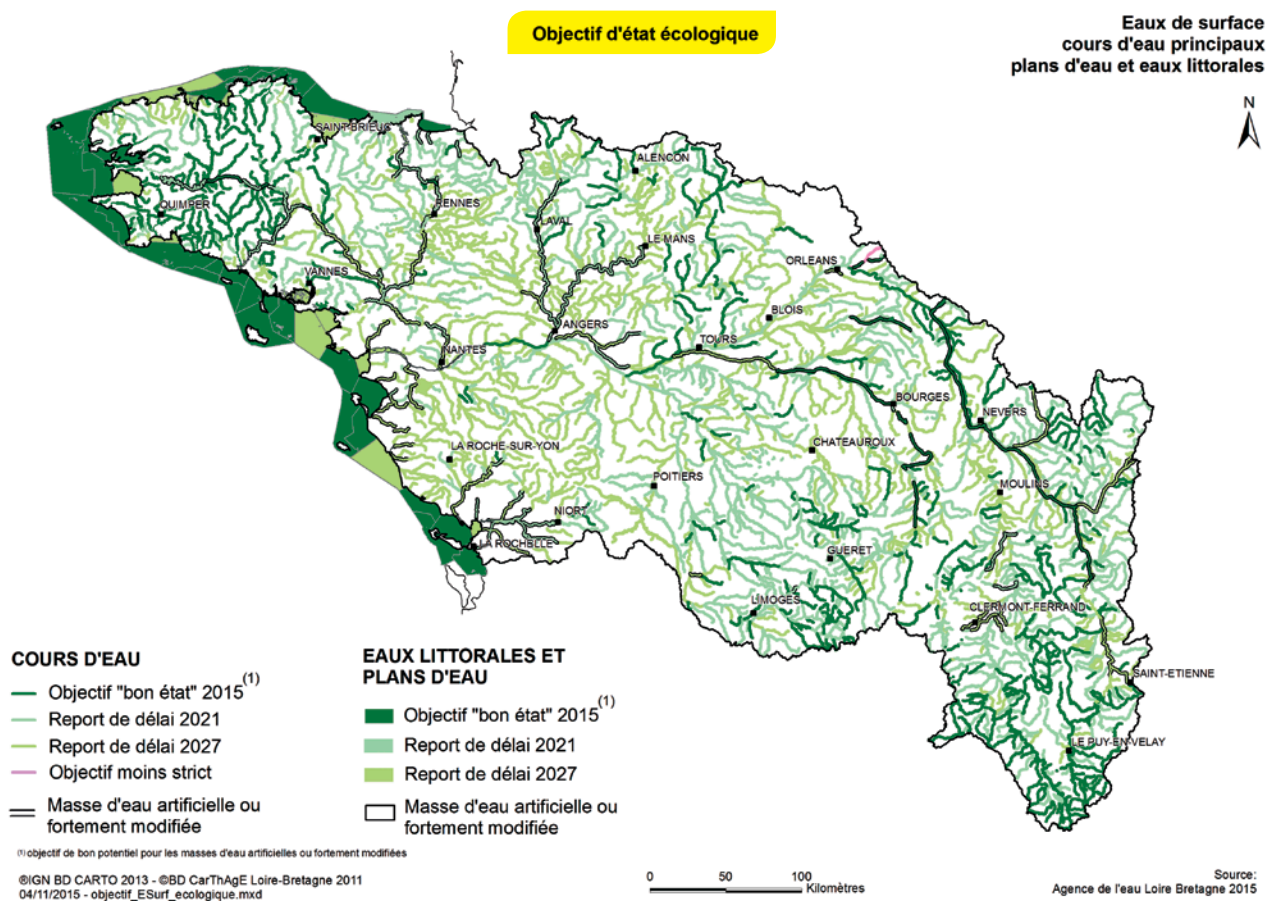 Objectif d'état écologique
Eaux de surface
cours d'eau principaux
plans d'eau et eaux littorales
N
SAINT-BRIEUC
ALENCON
QUIMPER
RENNES
LAVAL
LE MANS
ORLEANS
VANNES
BLOIS
ANGERS
TOURS
NANTES
BOURGES
NEVERS
LA ROCHE-SUR-YON
CHATEAUROUX
POITIERS
MOULINS
NIORT
LA ROCHELLE
GUERET
LIMOGES
CLERMONT-FERRAND
SAINT-ETIENNE
LE PUY-EN-VELAY
COURS D'EAU
Objectif "bon état" 2015(1)
Report de délai 2021
Report de délai 2027
Objectif moins strict
Masse d'eau artificielle ou
fortement modifiée
EAUX LITTORALES ET
PLANS D'EAU
Objectif "bon état" 2015(1)
Report de délai 2021
Report de délai 2027
Masse d'eau artificielle ou
fortement modifiée
(1) objectif de bon potentiel pour les masses d'eau artificielles ou fortement modifiées
®IGN BD CARTO 2013 - ©BD CarThAgE Loire-Bretagne 2011
04/11/2015 - objectif_ESurf_ecologique.mxd
0 50 100
Kilomètres
Source:
Agence de l'eau Loire Bretagne 2015